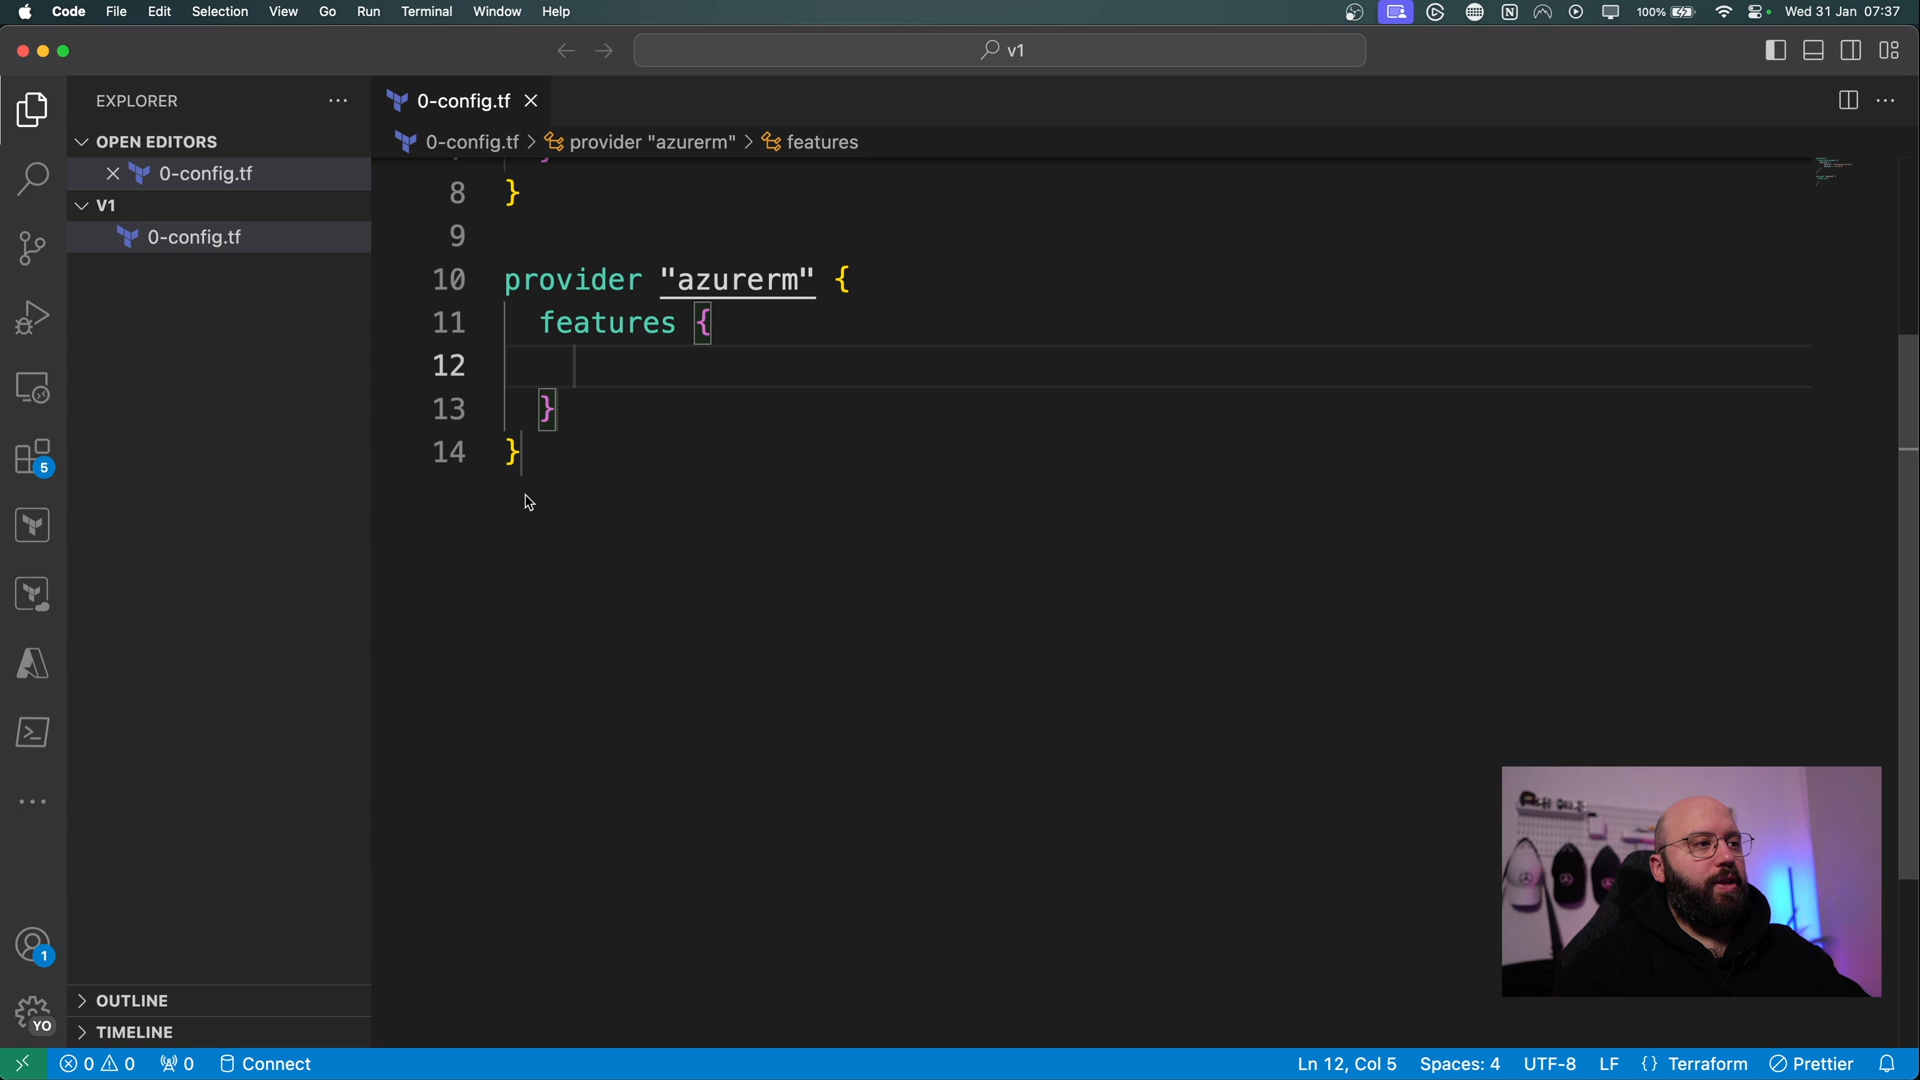 Code File Edit Selection View Go Run Terminal Window Help 100% Wed 31 Jan 07:37
v1
EXPLORER
OPEN EDITORS
0-config.tf
V1
0-config.tf
0-config.tf
0-config.tf > provider "azurerm" > features
8 }
9
10 provider "azurerm" {
11 features {
12
13 }
14 }
5
1
YO
OUTLINE
TIMELINE
0 0 0 Connect Ln 12, Col 5 Spaces: 4 UTF-8 LF {} Terraform Prettier